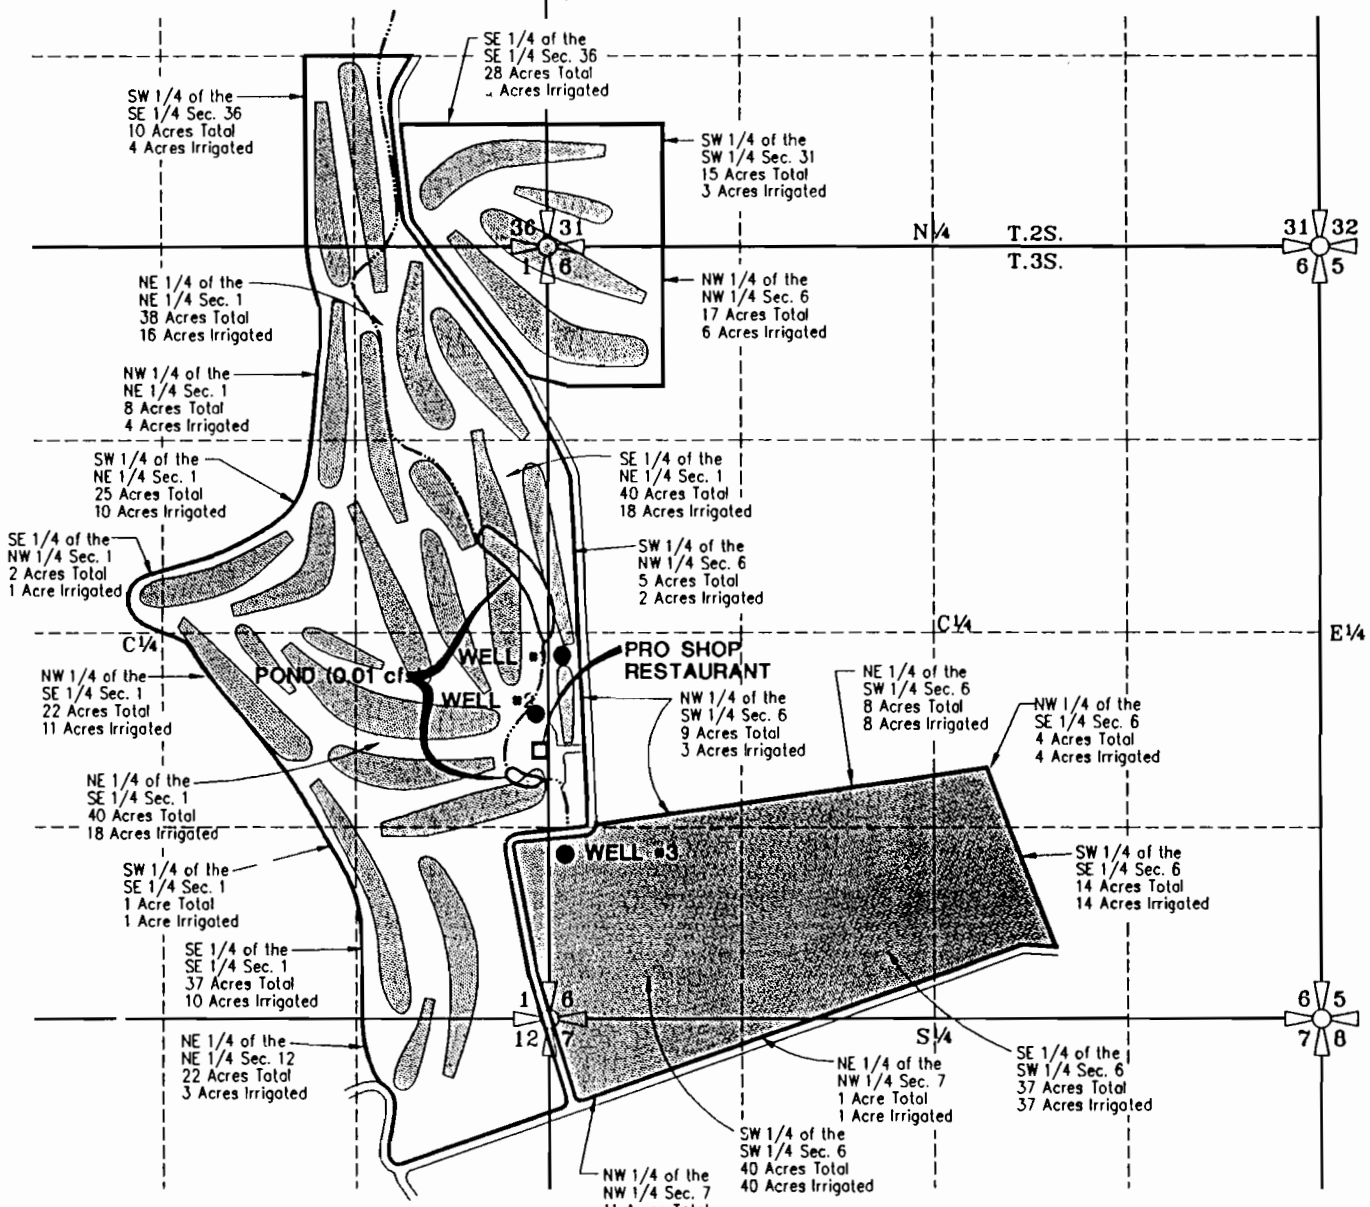 SE 1/4 of the
SE 1/4 Sec. 36
28 Acres Total
Acres Irrigated
SW 1/4 of the
SE 1/4 Sec. 36
10 Acres Total
4 Acres Irrigated
SW 1/4 of the
SW 1/4 Sec. 31
15 Acres Total
3 Acres Irrigated
36 31
1 6
N 1/4
T.2S.
T.3S.
31 32
6 5
NE 1/4 of the
NE 1/4 Sec. 1
38 Acres Total
16 Acres Irrigated
NW 1/4 of the
NW 1/4 Sec. 6
17 Acres Total
6 Acres Irrigated
NW 1/4 of the
NE 1/4 Sec. 1
8 Acres Total
4 Acres Irrigated
SW 1/4 of the
NE 1/4 Sec. 1
25 Acres Total
10 Acres Irrigated
SE 1/4 of the
NE 1/4 Sec. 1
40 Acres Total
18 Acres Irrigated
SE 1/4 of the
NW 1/4 Sec. 1
2 Acres Total
1 Acre Irrigated
SW 1/4 of the
NW 1/4 Sec. 6
5 Acres Total
2 Acres Irrigated
C 1/4
C 1/4
E 1/4
WELL #1
PRO SHOP
RESTAURANT
POND (0.01 cfs)
WELL #2
NW 1/4 of the
SE 1/4 Sec. 1
22 Acres Total
11 Acres Irrigated
NW 1/4 of the
SW 1/4 Sec. 6
9 Acres Total
3 Acres Irrigated
NE 1/4 of the
SW 1/4 Sec. 6
8 Acres Total
8 Acres Irrigated
NW 1/4 of the
SE 1/4 Sec. 6
4 Acres Total
4 Acres Irrigated
NE 1/4 of the
SE 1/4 Sec. 1
40 Acres Total
18 Acres Irrigated
WELL #3
SW 1/4 of the
SE 1/4 Sec. 6
14 Acres Total
14 Acres Irrigated
SW 1/4 of the
SE 1/4 Sec. 1
1 Acre Total
1 Acre Irrigated
SE 1/4 of the
SE 1/4 Sec. 1
37 Acres Total
10 Acres Irrigated
1 6
12 7
S 1/4
6 5
7 8
NE 1/4 of the
NE 1/4 Sec. 12
22 Acres Total
3 Acres Irrigated
NE 1/4 of the
NW 1/4 Sec. 7
1 Acre Total
1 Acre Irrigated
SE 1/4 of the
SW 1/4 Sec. 6
37 Acres Total
37 Acres Irrigated
SW 1/4 of the
SW 1/4 Sec. 6
40 Acres Total
40 Acres Irrigated
NW 1/4 of the
NW 1/4 Sec. 7
11 Acres Total